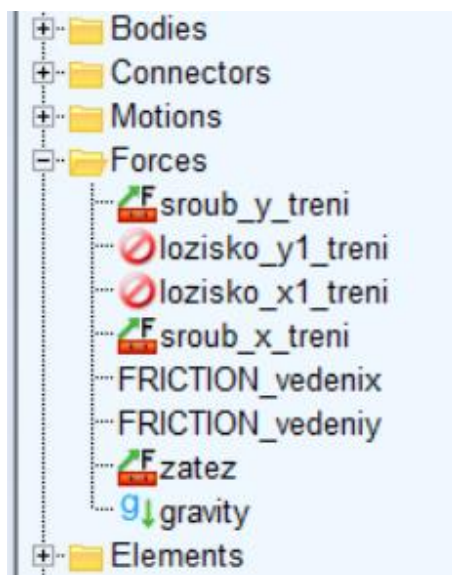 Bodies
Connectors
Motions
Forces
sroub_y_treni
lozisko_y1_treni
lozisko_x1_treni
sroub_x_treni
FRICTION_vedenix
FRICTION_vedeniy
zatez
gravity
Elements